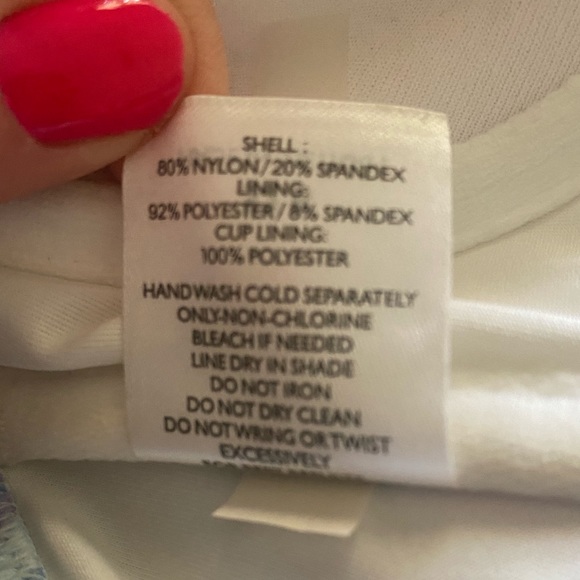 SHELL :
80% NYLON / 20% SPANDEX
LINING:
92% POLYESTER / 8% SPANDEX
CUP LINING:
100% POLYESTER
HAND WASH COLD SEPARATELY
ONLY-NON-CHLORINE
BLEACH IF NEEDED
LINE DRY IN SHADE
DO NOT IRON
DO NOT DRY CLEAN
DO NOT WRING OR TWIST
EXCESSIVELY